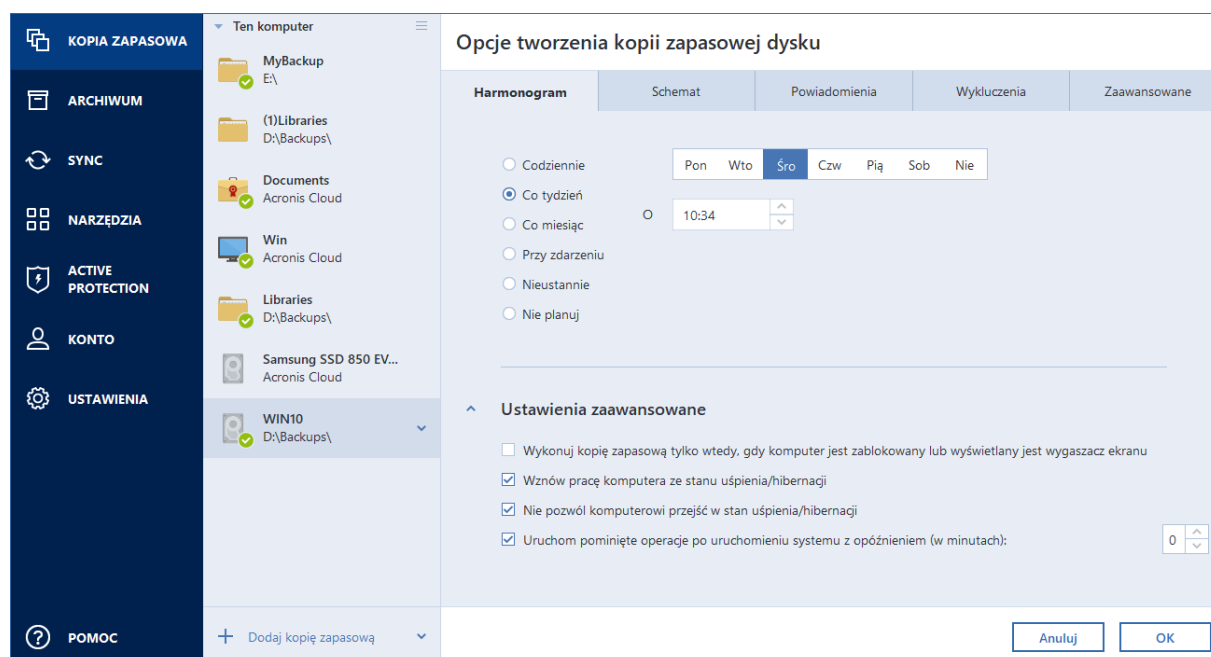 KOPIA ZAPASOWA
ARCHIWUM
SYNC
NARZĘDZIA
ACTIVE
PROTECTION
KONTO
USTAWIENIA
POMOC
Ten komputer
MyBackup
E:\
(1)Libraries
D:\Backups\
Documents
Acronis Cloud
Win
Acronis Cloud
Libraries
D:\Backups\
Samsung SSD 850 EV...
Acronis Cloud
WIN10
D:\Backups\
Dodaj kopię zapasową
Opcje tworzenia kopii zapasowej dysku
Harmonogram Schemat Powiadomienia Wykluczenia Zaawansowane
Codziennie
Co tydzień
Co miesiąc
Przy zdarzeniu
Nieustannie
Nie planuj
Pon Wto Śro Czw Pią Sob Nie
O 10:34
Ustawienia zaawansowane
Wykonuj kopię zapasową tylko wtedy, gdy komputer jest zablokowany lub wyświetlany jest wygaszacz ekranu
Wznów pracę komputera ze stanu uśpienia/hibernacji
Nie pozwól komputerowi przejść w stan uśpienia/hibernacji
Uruchom pominięte operacje po uruchomieniu systemu z opóźnieniem (w minutach): 0
Anuluj OK